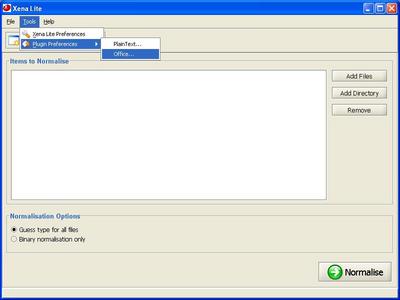 Xena Lite
File Tools Help
Xena Lite Preferences
Plugin Preferences
PlainText...
Office...
Items to Normalise
Add Files
Add Directory
Remove
Normalisation Options
Guess type for all files
Binary normalisation only
Normalise